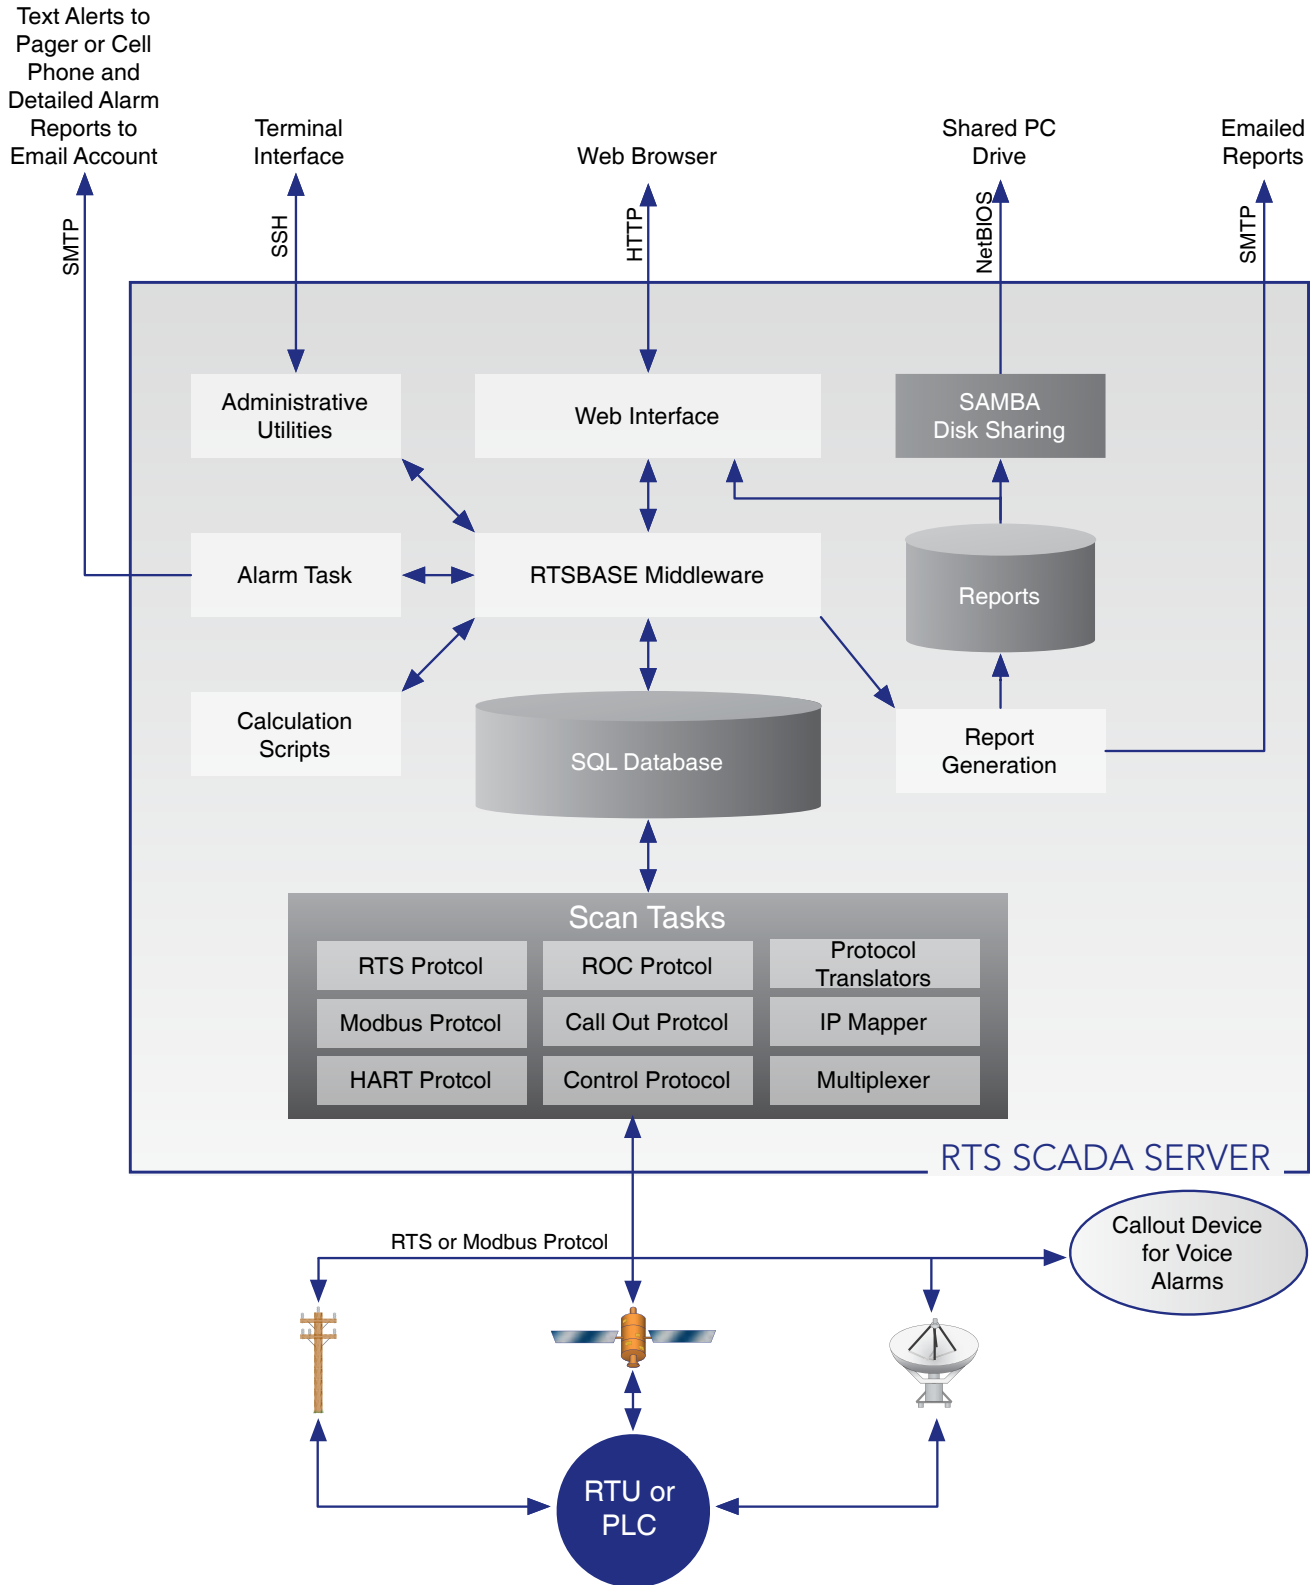 Text Alerts to
Pager or Cell
Phone and
Detailed Alarm
Reports to
Email Account
Terminal
Interface
Web Browser
Shared PC
Drive
Emailed
Reports
SMTP
SSH
HTTP
NetBIOS
SMTP
Administrative
Utilities
Web Interface
SAMBA
Disk Sharing
Alarm Task
RTSBASE Middleware
Reports
Calculation
Scripts
SQL Database
Report
Generation
Scan Tasks
RTS Protcol
ROC Protcol
Protocol
Translators
Modbus Protcol
Call Out Protcol
IP Mapper
HART Protcol
Control Protocol
Multiplexer
RTS SCADA SERVER
RTS or Modbus Protcol
Callout Device
for Voice
Alarms
RTU or
PLC